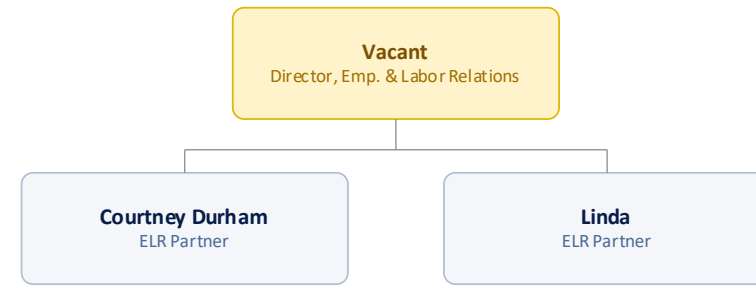 Vacant
Director, Emp. & Labor Relations
Courtney Durham
ELR Partner
Linda
ELR Partner